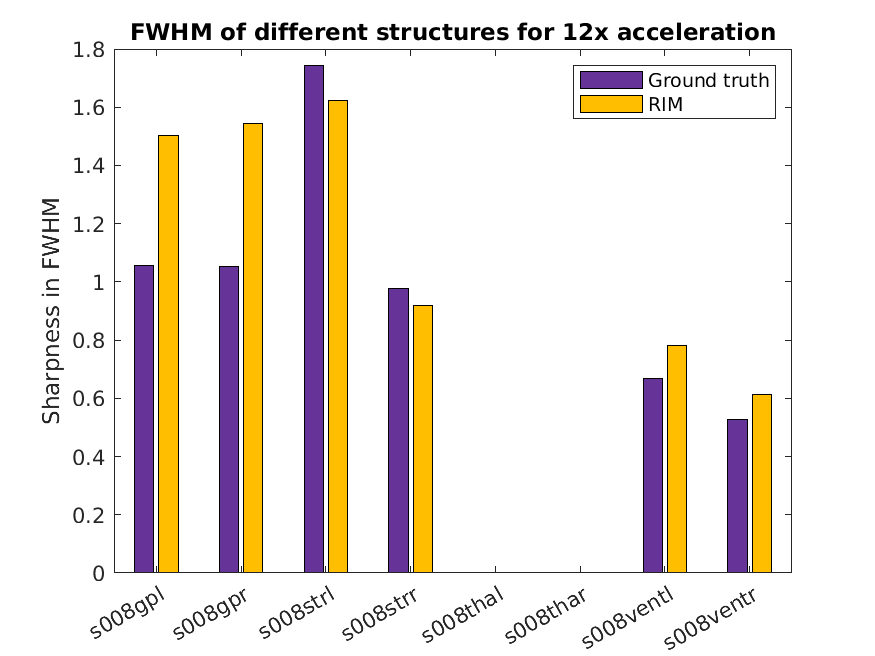 FWHM of different structures for 12x acceleration
Ground truth
RIM
Sharpness in FWHM
1.8
1.6
1.4
1.2
1
0.8
0.6
0.4
0.2
0
s008gpl
s008gpr
s008strl
s008strr
s008thal
s008thar
s008ventl
s008ventr